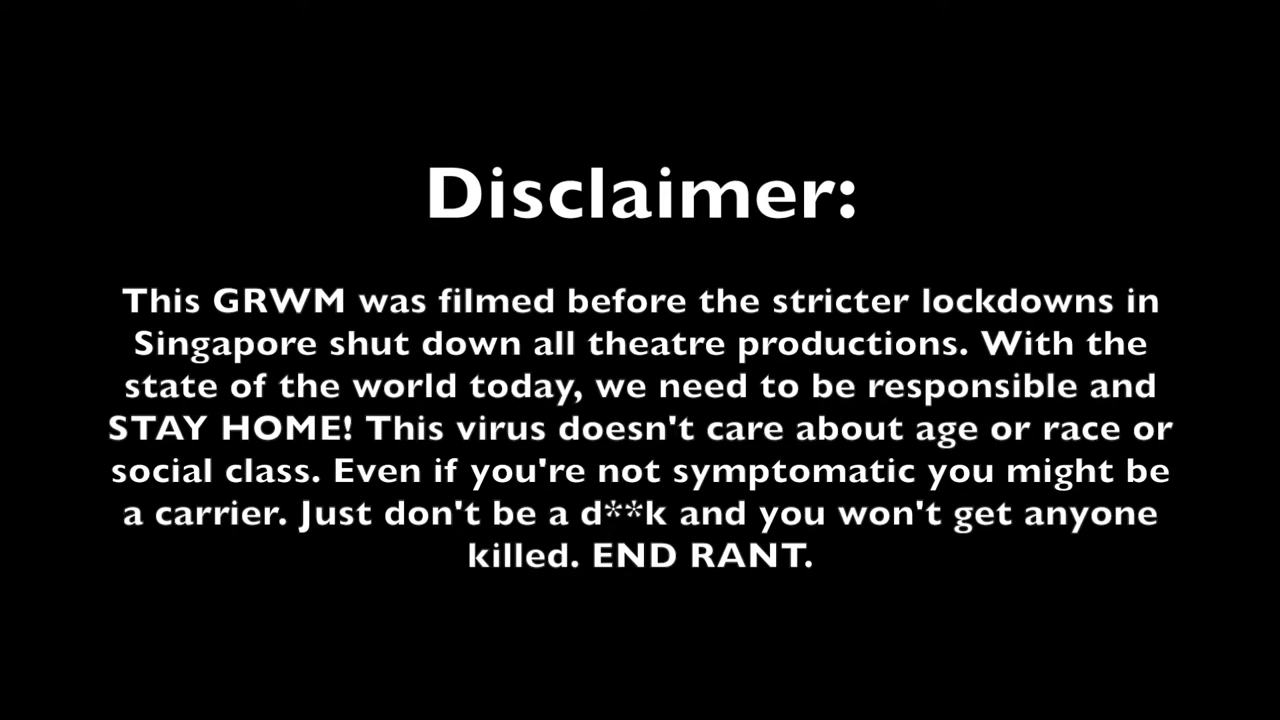 Disclaimer:
This GRWM was filmed before the stricter lockdowns in
Singapore shut down all theatre productions. With the
state of the world today, we need to be responsible and
STAY HOME! This virus doesn't care about age or race or
social class. Even if you're not symptomatic you might be
a carrier. Just don't be a d**k and you won't get anyone
killed. END RANT.